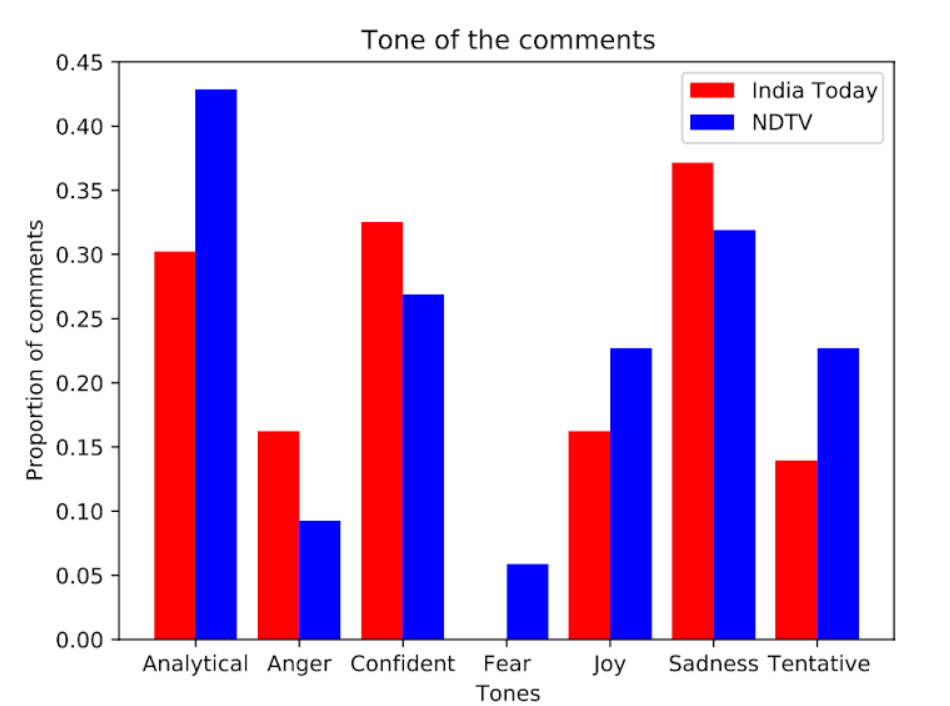 Tone of the comments
India Today
NDTV
Proportion of comments
0.45
0.40
0.35
0.30
0.25
0.20
0.15
0.10
0.05
0.00
Analytical Anger Confident Fear Joy Sadness Tentative
Tones